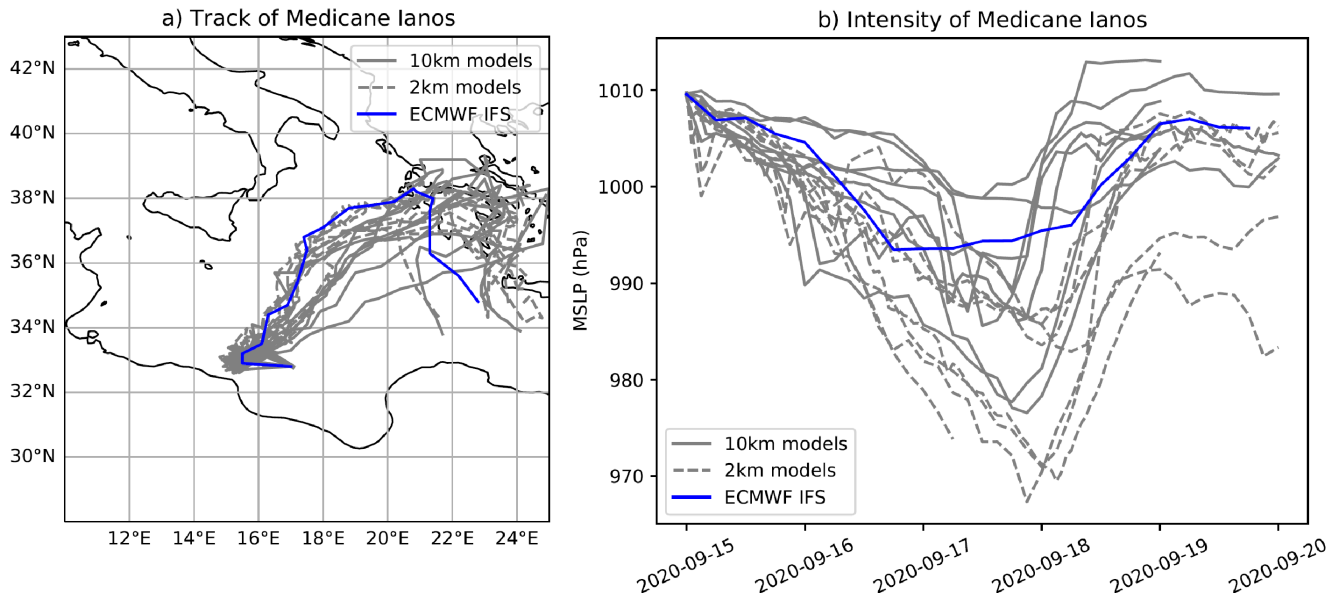 a) Track of Medicane Ianos
42°N
40°N
38°N
36°N
34°N
32°N
30°N
12°E 14°E 16°E 18°E 20°E 22°E 24°E
10km models
2km models
ECMWF IFS
b) Intensity of Medicane Ianos
MSLP (hPa)
1010
1000
990
980
970
10km models
2km models
ECMWF IFS
2020-09-15 2020-09-16 2020-09-17 2020-09-18 2020-09-19 2020-09-20